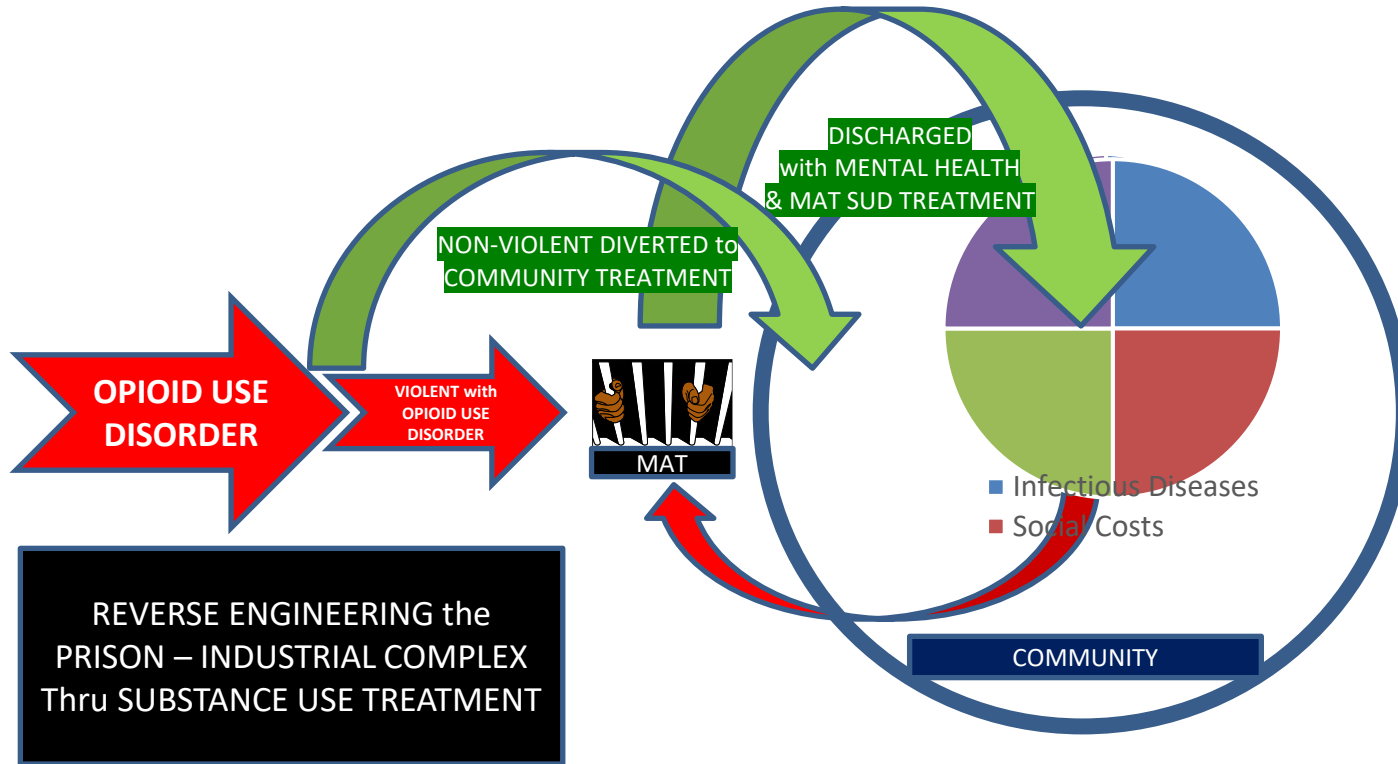 DISCHARGED
with MENTAL HEALTH
& MAT SUD TREATMENT
NON-VIOLENT DIVERTED to
COMMUNITY TREATMENT
OPIOID USE
DISORDER
VIOLENT with
OPIOID USE
DISORDER
MAT
Infectious Diseases
Social Costs
REVERSE ENGINEERING the
PRISON – INDUSTRIAL COMPLEX
Thru SUBSTANCE USE TREATMENT
COMMUNITY